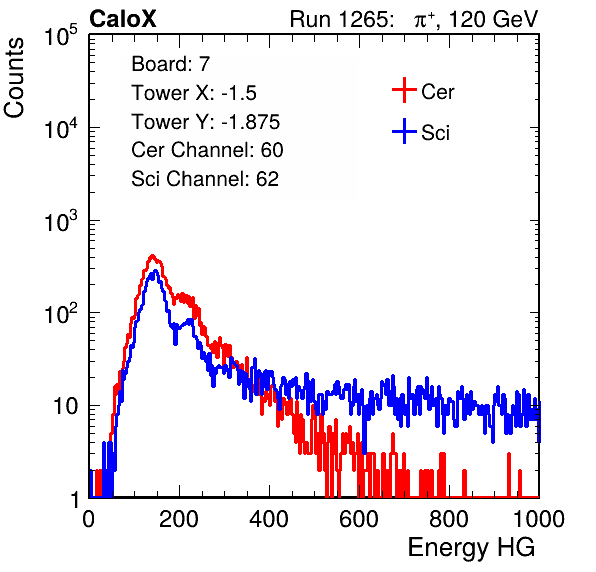 CaloX Run 1265: π⁺, 120 GeV
Board: 7
Tower X: -1.5
Tower Y: -1.875
Cer Channel: 60
Sci Channel: 62
Cer
Sci
Counts
10⁵
10⁴
10³
10²
10
1
0 200 400 600 800 1000
Energy HG